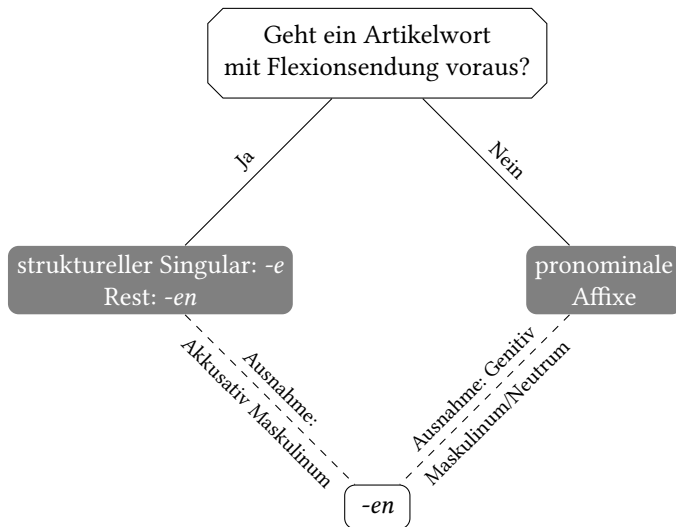 Geht ein Artikelwort
mit Flexionsendung voraus?
Ja
Nein
struktureller Singular: -e
Rest: -en
pronominale
Affixe
Ausnahme:
Akkusativ Maskulinum
Ausnahme: Genitiv
Maskulinum/Neutrum
-en